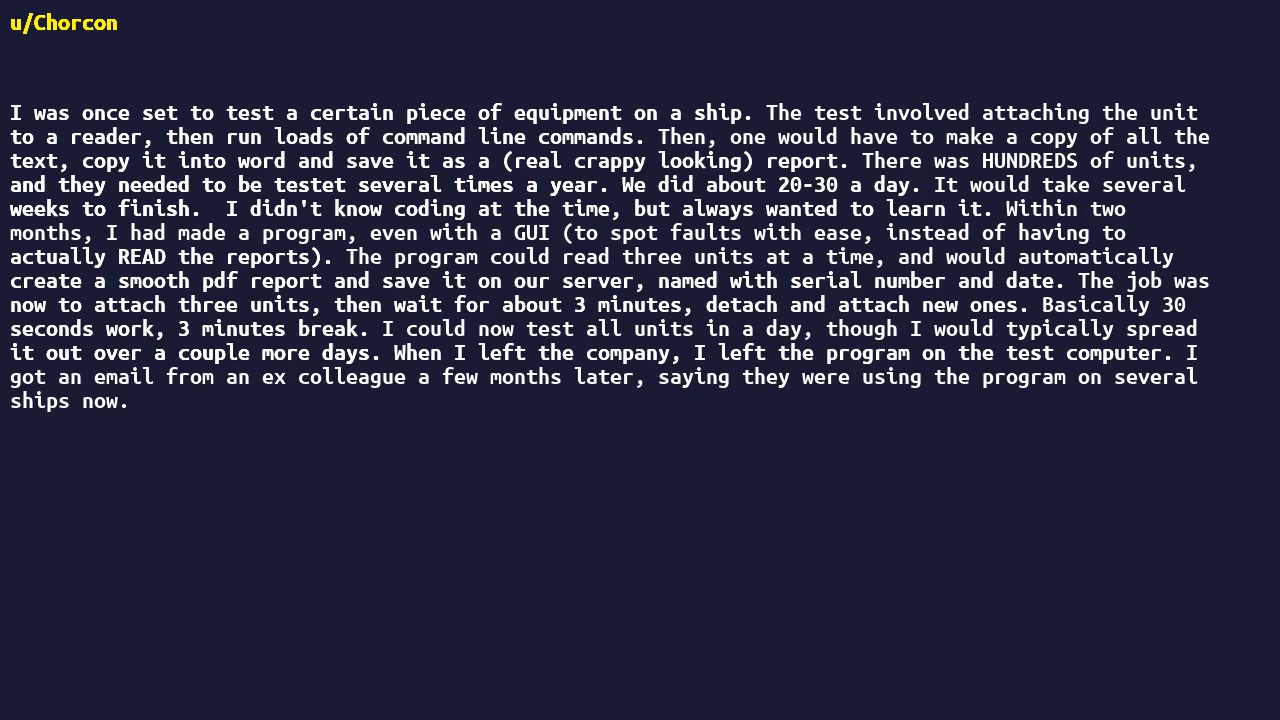 u/Chorcon
I was once set to test a certain piece of equipment on a ship. The test involved attaching the unit
to a reader, then run loads of command line commands. Then, one would have to make a copy of all the
text, copy it into word and save it as a (real crappy looking) report. There was HUNDREDS of units,
and they needed to be testet several times a year. We did about 20-30 a day. It would take several
weeks to finish.  I didn't know coding at the time, but always wanted to learn it. Within two
months, I had made a program, even with a GUI (to spot faults with ease, instead of having to
actually READ the reports). The program could read three units at a time, and would automatically
create a smooth pdf report and save it on our server, named with serial number and date. The job was
now to attach three units, then wait for about 3 minutes, detach and attach new ones. Basically 30
seconds work, 3 minutes break. I could now test all units in a day, though I would typically spread
it out over a couple more days. When I left the company, I left the program on the test computer. I
got an email from an ex colleague a few months later, saying they were using the program on several
ships now.